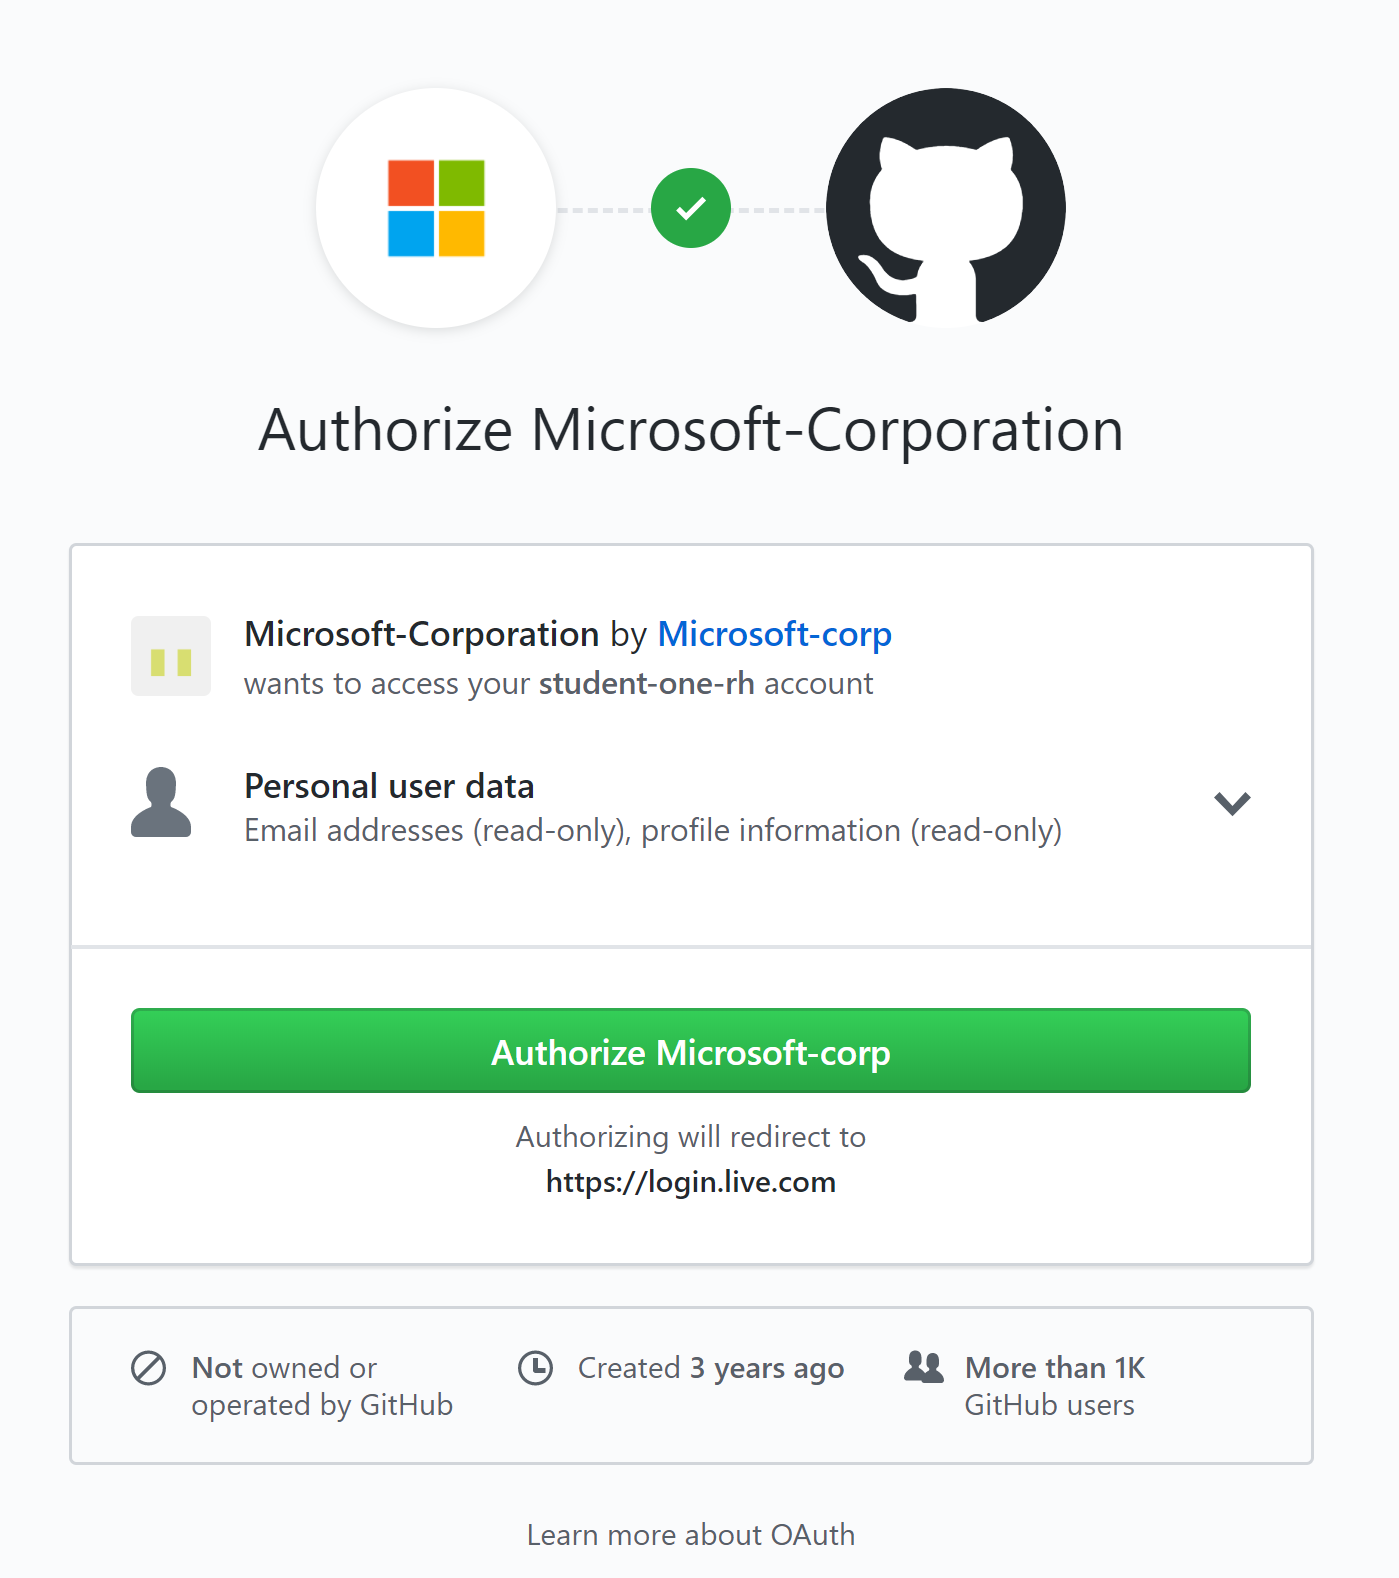 Authorize Microsoft-Corporation
Microsoft-Corporation by Microsoft-corp
wants to access your student-one-rh account
Personal user data
Email addresses (read-only), profile information (read-only)
Authorize Microsoft-corp
Authorizing will redirect to
https://login.live.com
Not owned or
operated by GitHub
Created 3 years ago
More than 1K
GitHub users
Learn more about OAuth